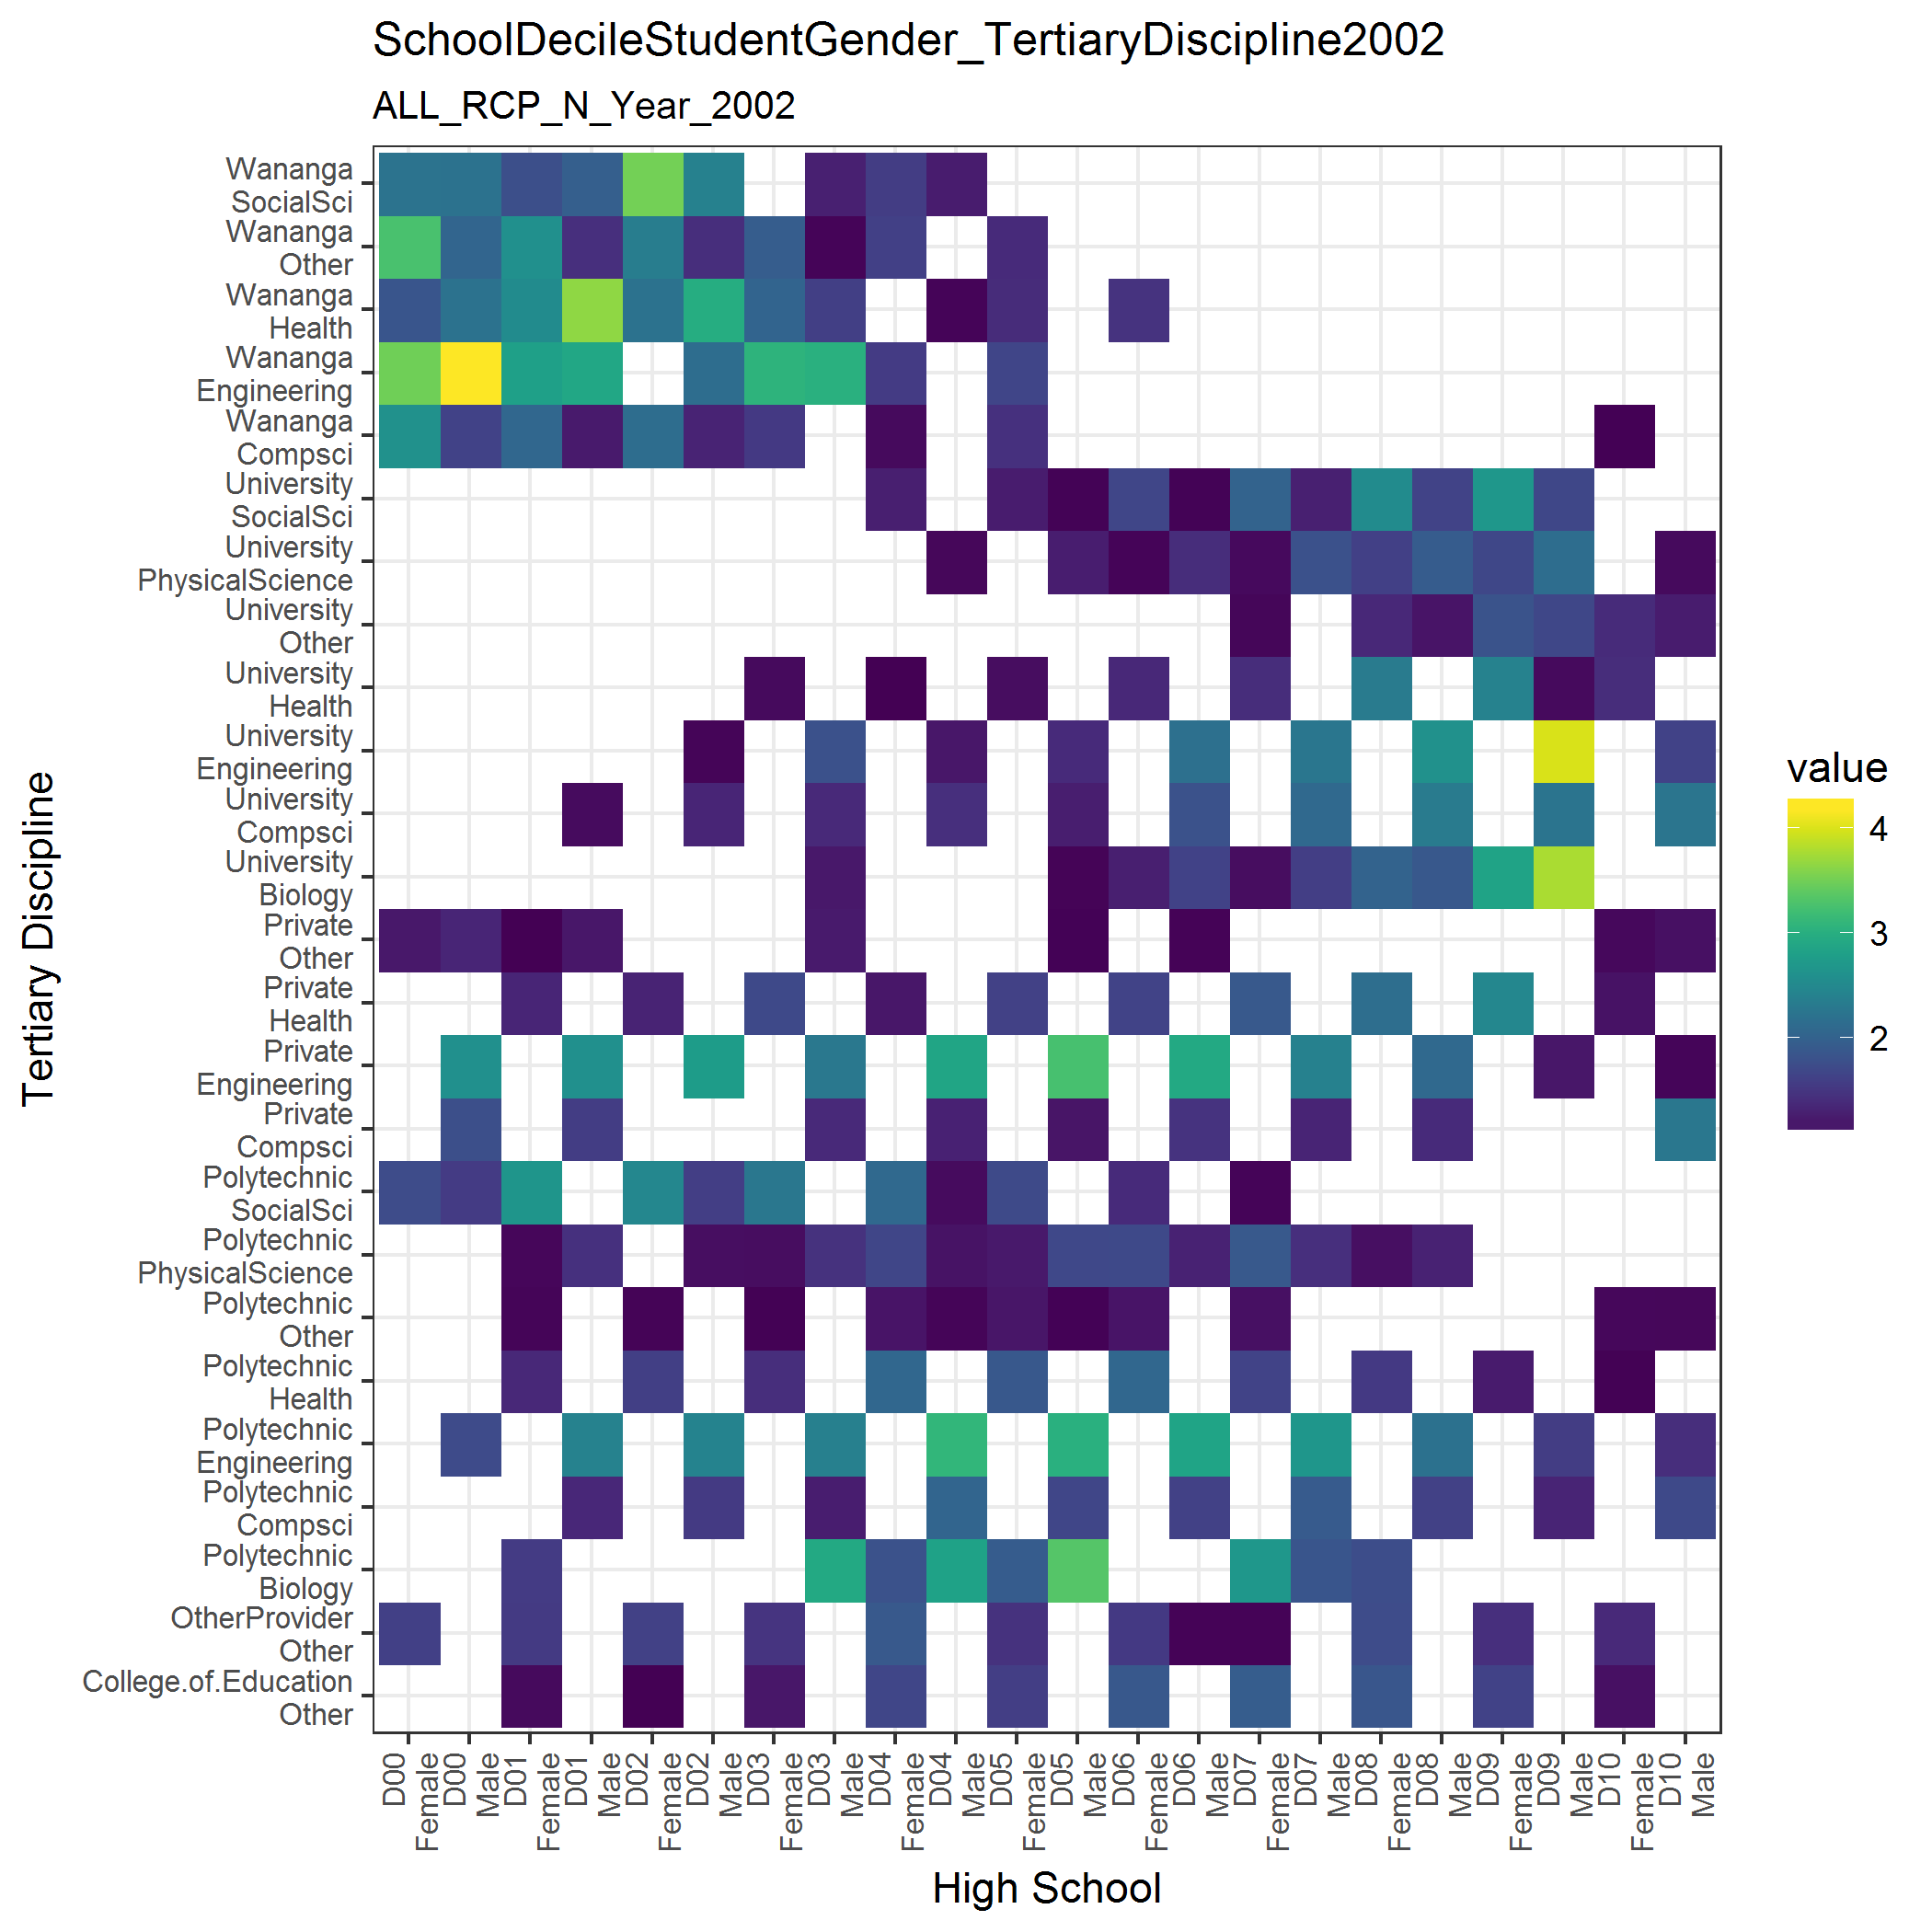 SchoolDecileStudentGender_TertiaryDiscipline2002
ALL_RCP_N_Year_2002
Wananga
SocialSci
Wananga
Other
Wananga
Health
Wananga
Engineering
Wananga
Compsci
University
SocialSci
University
PhysicalScience
University
Other
University
Health
University
Engineering
University
Compsci
University
Biology
Private
Other
Private
Health
Private
Engineering
Private
Compsci
Polytechnic
SocialSci
Polytechnic
PhysicalScience
Polytechnic
Other
Polytechnic
Health
Polytechnic
Engineering
Polytechnic
Compsci
Polytechnic
Biology
OtherProvider
Other
College.of.Education
Other
Tertiary Discipline
D00
Female
D00
Male
D01
Female
D01
Male
D02
Female
D02
Male
D03
Female
D03
Male
D04
Female
D04
Male
D05
Female
D05
Male
D06
Female
D06
Male
D07
Female
D07
Male
D08
Female
D08
Male
D09
Female
D09
Male
D10
Female
D10
Male
High School
value
4
3
2